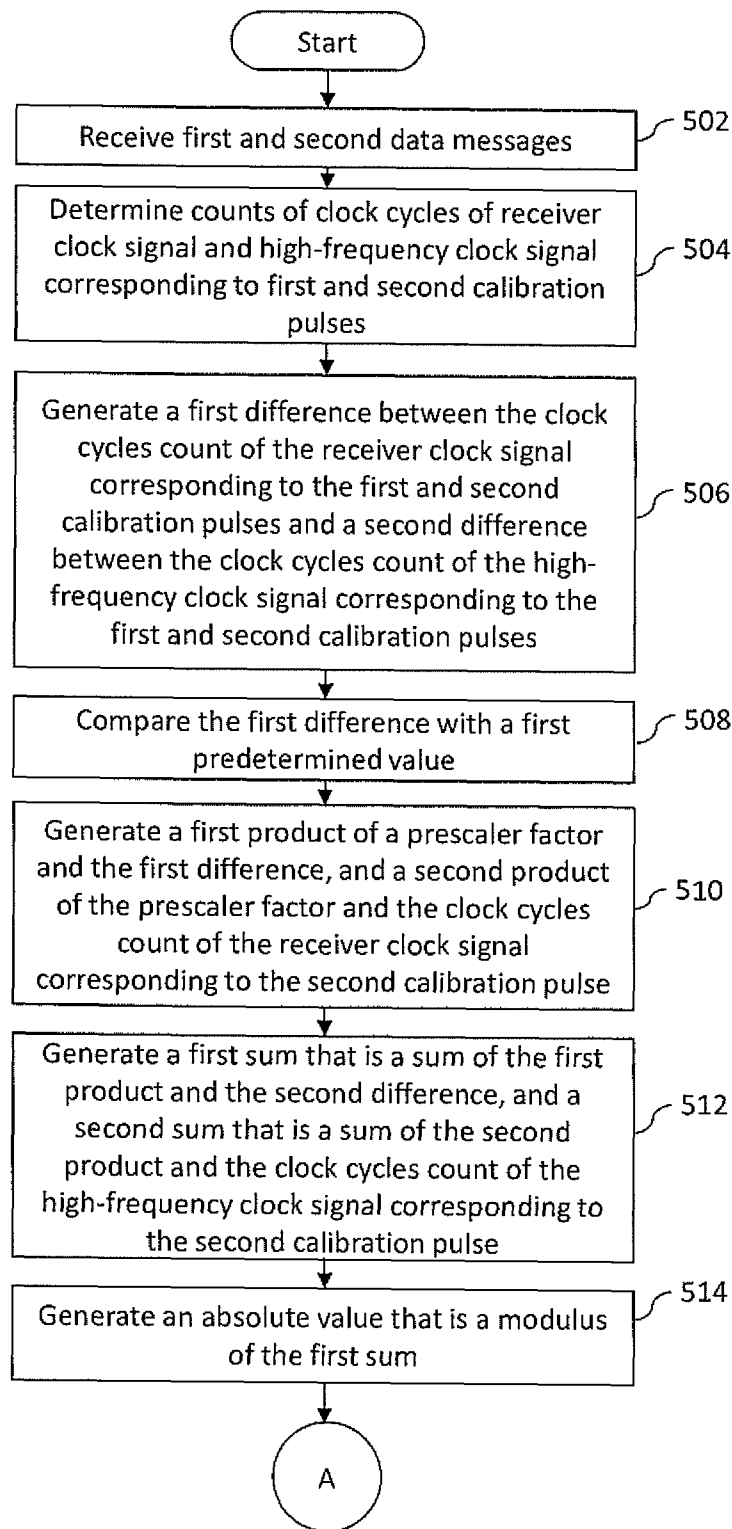 Start
Receive first and second data messages
502
Determine counts of clock cycles of receiver
clock signal and high-frequency clock signal
corresponding to first and second calibration
pulses
504
Generate a first difference between the clock
cycles count of the receiver clock signal
corresponding to the first and second
calibration pulses and a second difference
between the clock cycles count of the high-
frequency clock signal corresponding to the
first and second calibration pulses
506
Compare the first difference with a first
predetermined value
508
Generate a first product of a prescaler factor
and the first difference, and a second product
of the prescaler factor and the clock cycles
count of the receiver clock signal
corresponding to the second calibration pulse
510
Generate a first sum that is a sum of the first
product and the second difference, and a
second sum that is a sum of the second
product and the clock cycles count of the
high-frequency clock signal corresponding to
the second calibration pulse
512
Generate an absolute value that is a modulus
of the first sum
514
A